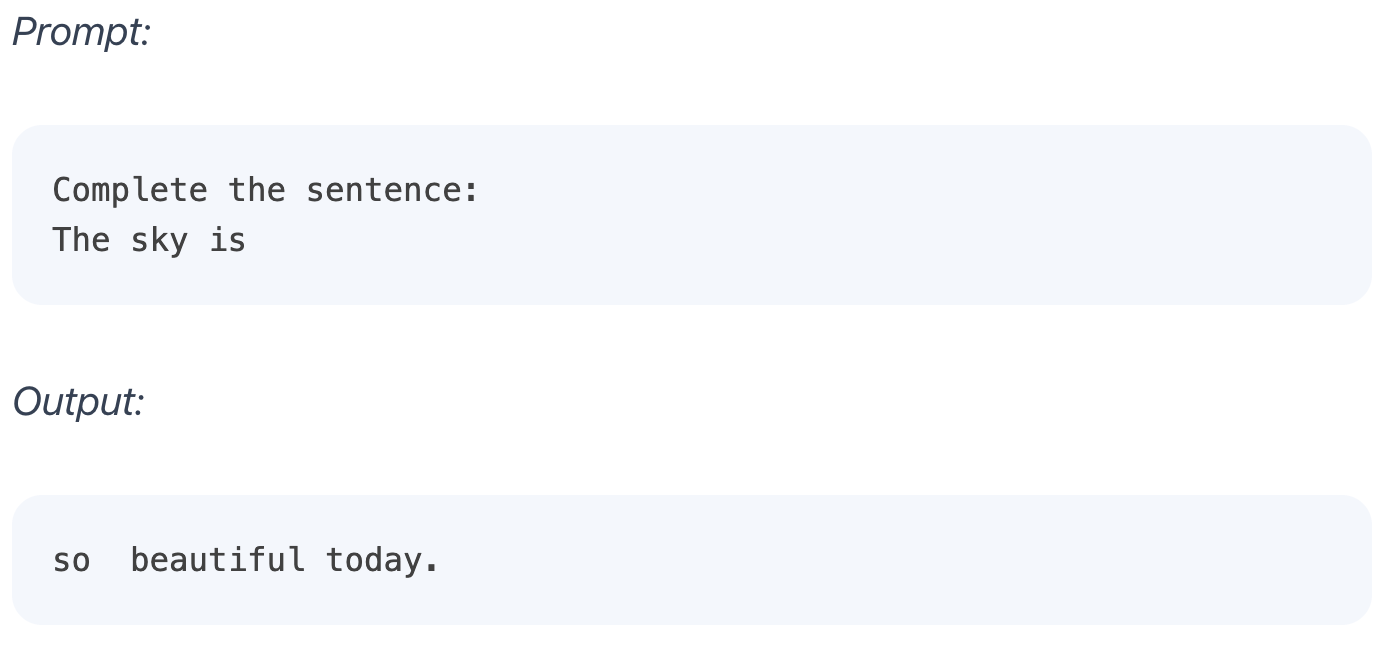 Prompt:
Complete the sentence:
The sky is
Output:
so  beautiful today.